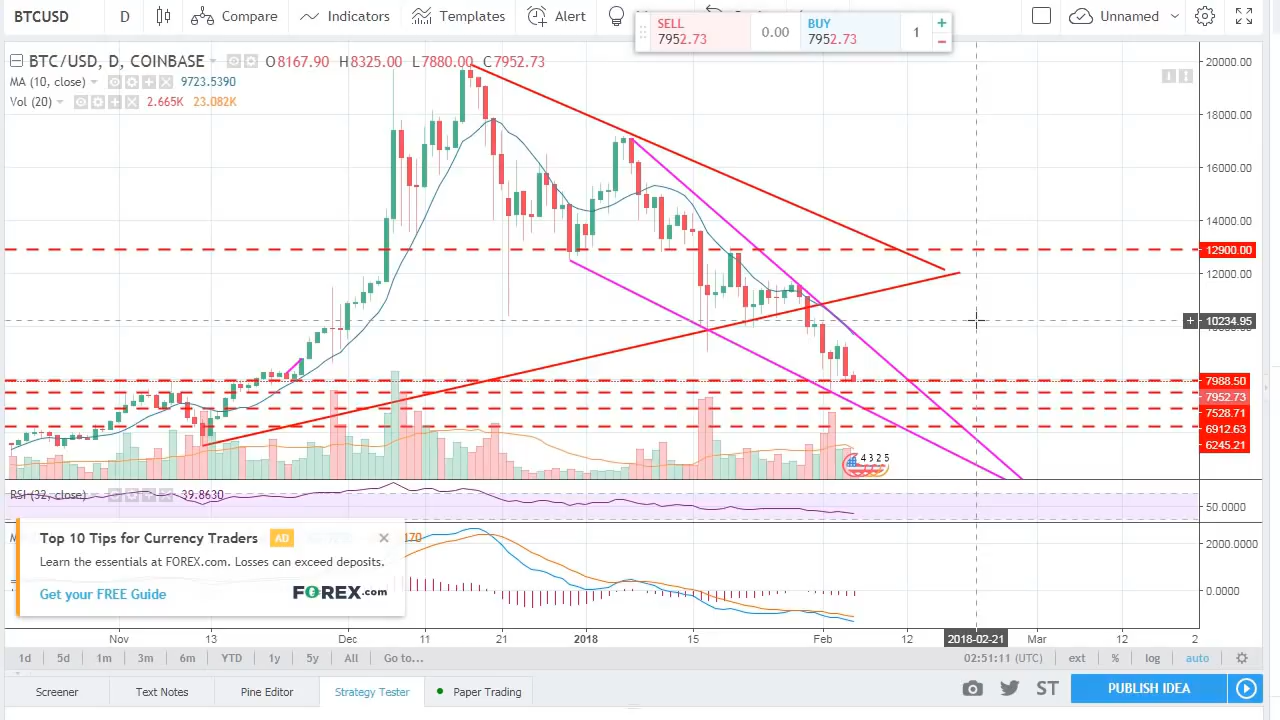 BTCUSD D Compare Indicators Templates Alert Unnamed
SELL 7952.73 0.00 BUY 7952.73 1 + −
BTC/USD, D, COINBASE O8167.90 H8325.00 L7880.00 C7952.73
MA (10, close) 9723.5390
Vol (20) 2.665K 23.082K
20000.00
18000.00
16000.00
14000.00
12900.00
12000.00
10234.95
7988.50
7952.73
7528.71
6912.63
6245.21
4 3 2 5
RSI (32, close) 39.8630
50.0000
2000.0000
0.0000
Top 10 Tips for Currency Traders AD
Learn the essentials at FOREX.com. Losses can exceed deposits.
Get your FREE Guide FOREX.com
Nov 13 Dec 11 21 2018 15 Feb 12 2018-02-21 Mar 12 2
1d 5d 1m 3m 6m YTD 1y 5y All Go to... 02:51:11 (UTC) ext % log auto
Screener Text Notes Pine Editor Strategy Tester Paper Trading ST PUBLISH IDEA